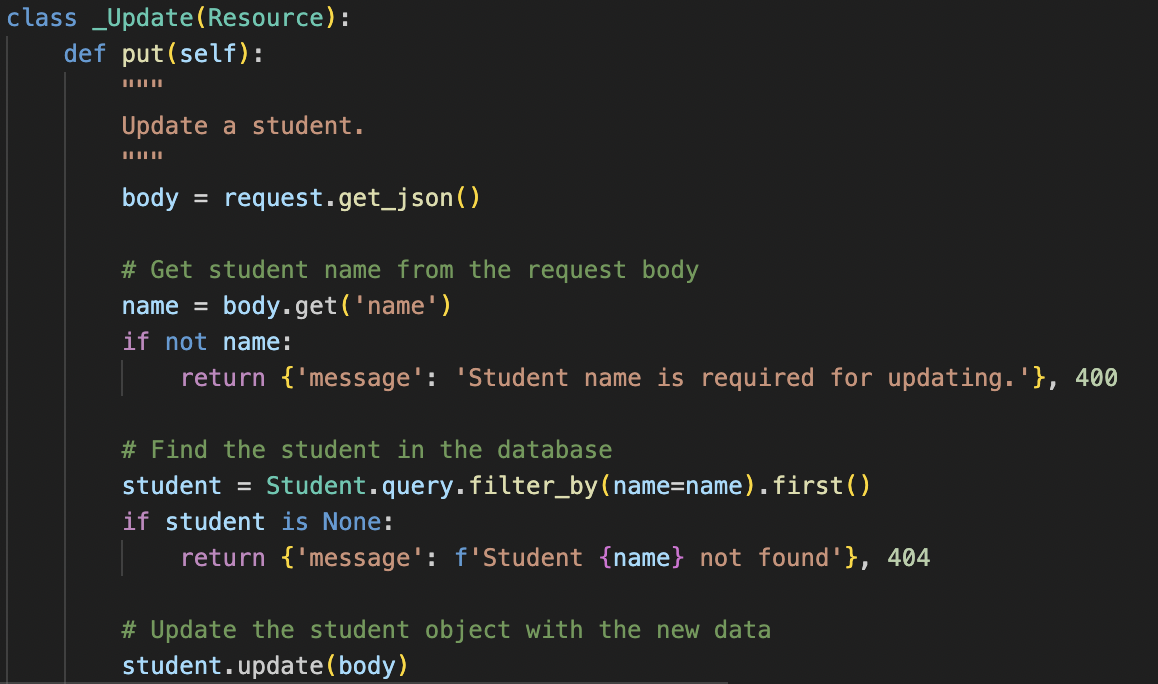 class _Update(Resource):
    def put(self):
        """
        Update a student.
        """
        body = request.get_json()

        # Get student name from the request body
        name = body.get('name')
        if not name:
            return {'message': 'Student name is required for updating.'}, 400

        # Find the student in the database
        student = Student.query.filter_by(name=name).first()
        if student is None:
            return {'message': f'Student {name} not found'}, 404

        # Update the student object with the new data
        student.update(body)